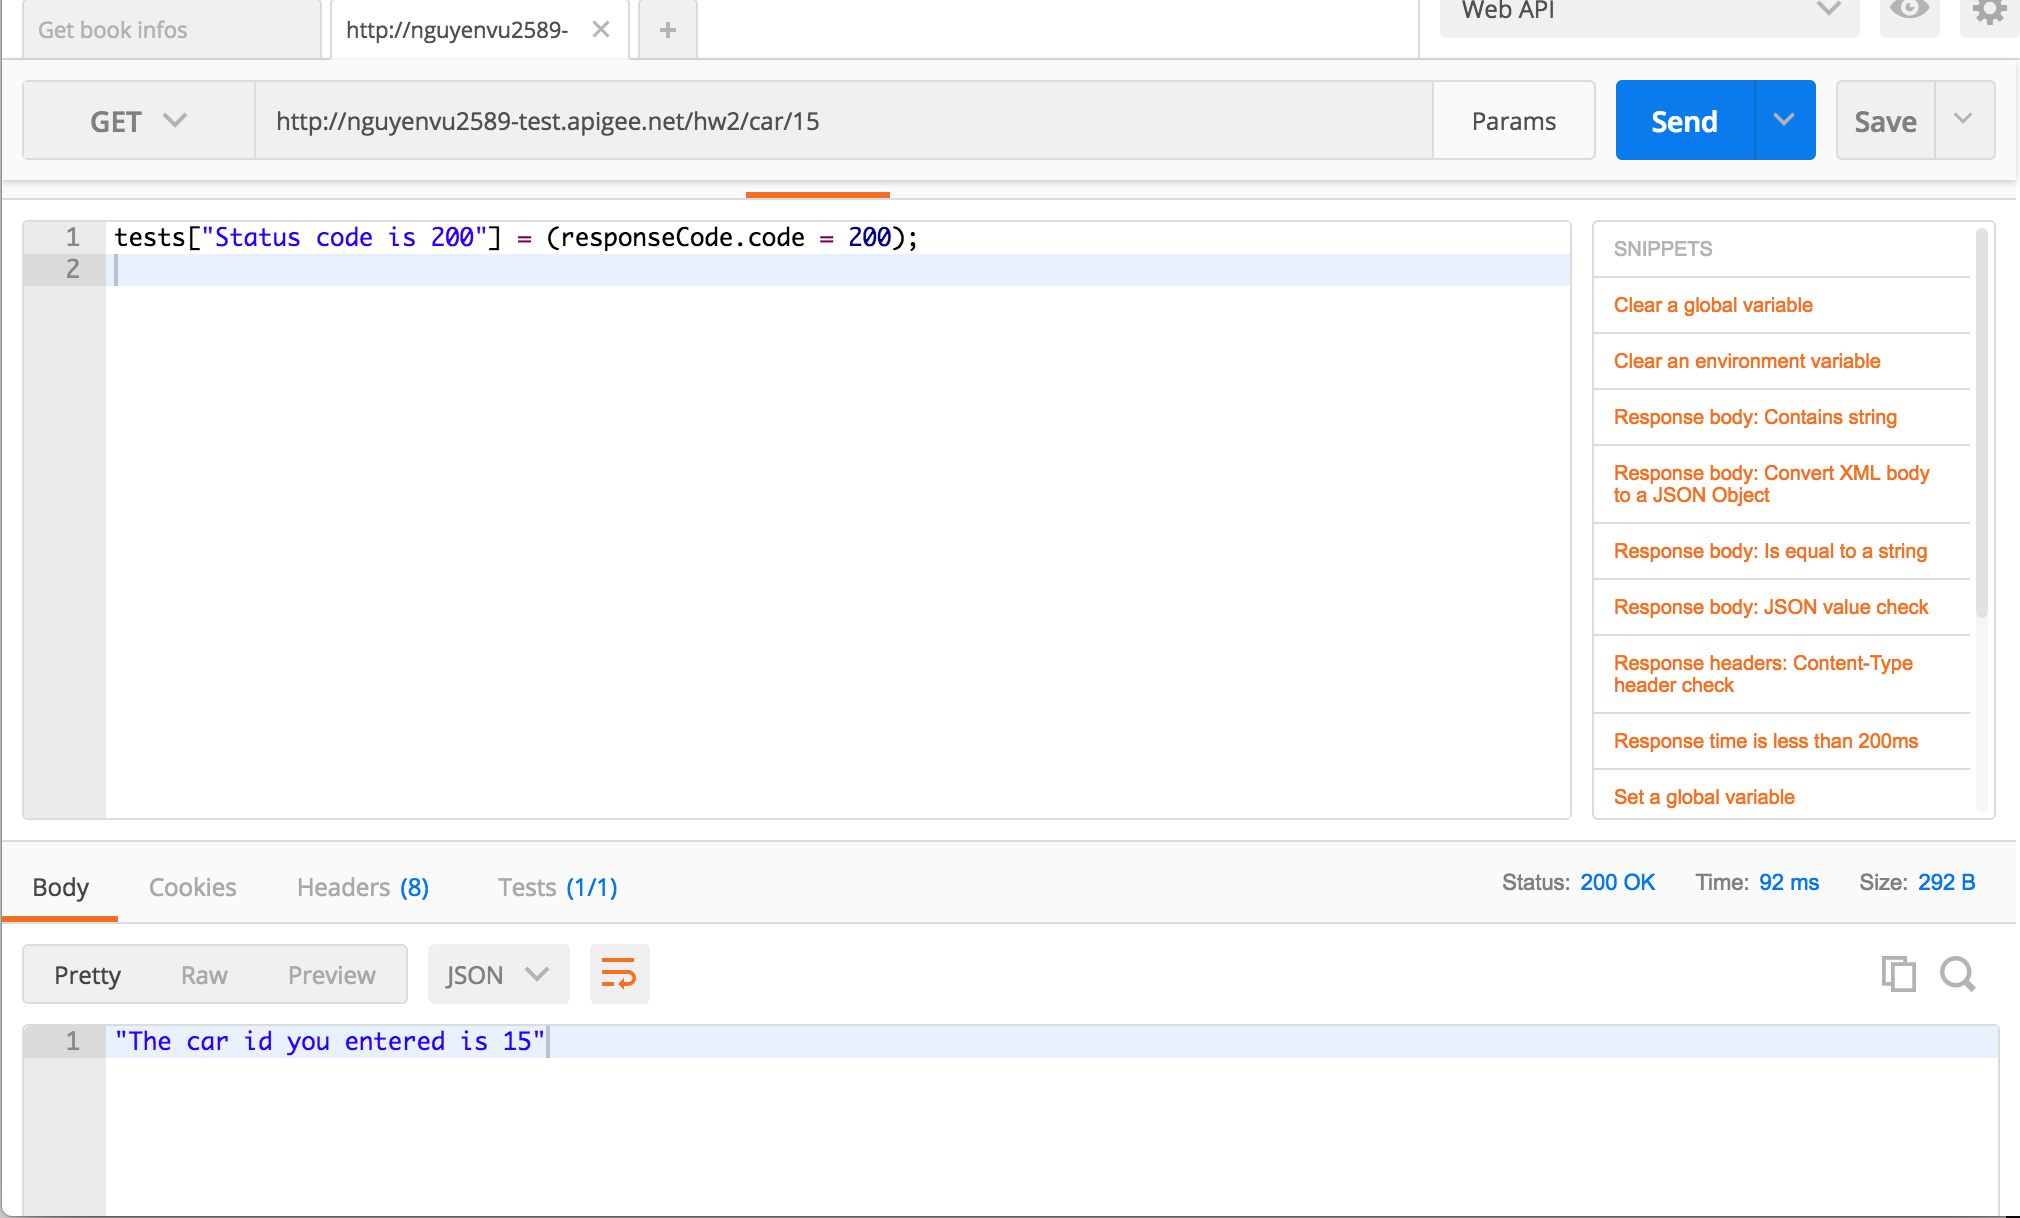 Get book infos
http://nguyenvu2589-
Web API
GET
http://nguyenvu2589-test.apigee.net/hw2/car/15
Params
Send
Save
1 tests["Status code is 200"] = (responseCode.code = 200);
2
SNIPPETS
Clear a global variable
Clear an environment variable
Response body: Contains string
Response body: Convert XML body
to a JSON Object
Response body: Is equal to a string
Response body: JSON value check
Response headers: Content-Type
header check
Response time is less than 200ms
Set a global variable
Body
Cookies
Headers (8)
Tests (1/1)
Status: 200 OK
Time: 92 ms
Size: 292 B
Pretty
Raw
Preview
JSON
1 "The car id you entered is 15"